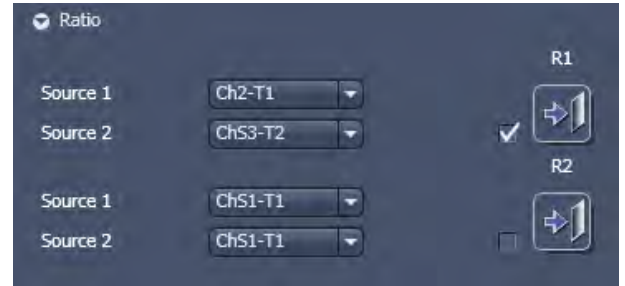 Ratio
R1
Source 1 Ch2-T1
Source 2 ChS3-T2
R2
Source 1 ChS1-T1
Source 2 ChS1-T1